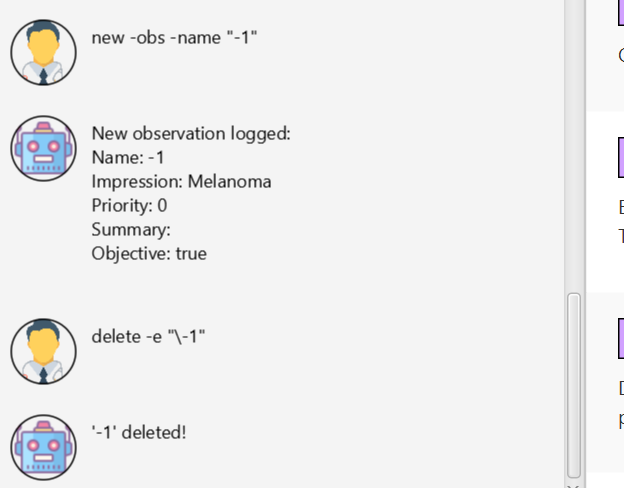 new -obs -name "-1"
New observation logged:
Name: -1
Impression: Melanoma
Priority: 0
Summary:
Objective: true
delete -e "\-1"
'-1' deleted!